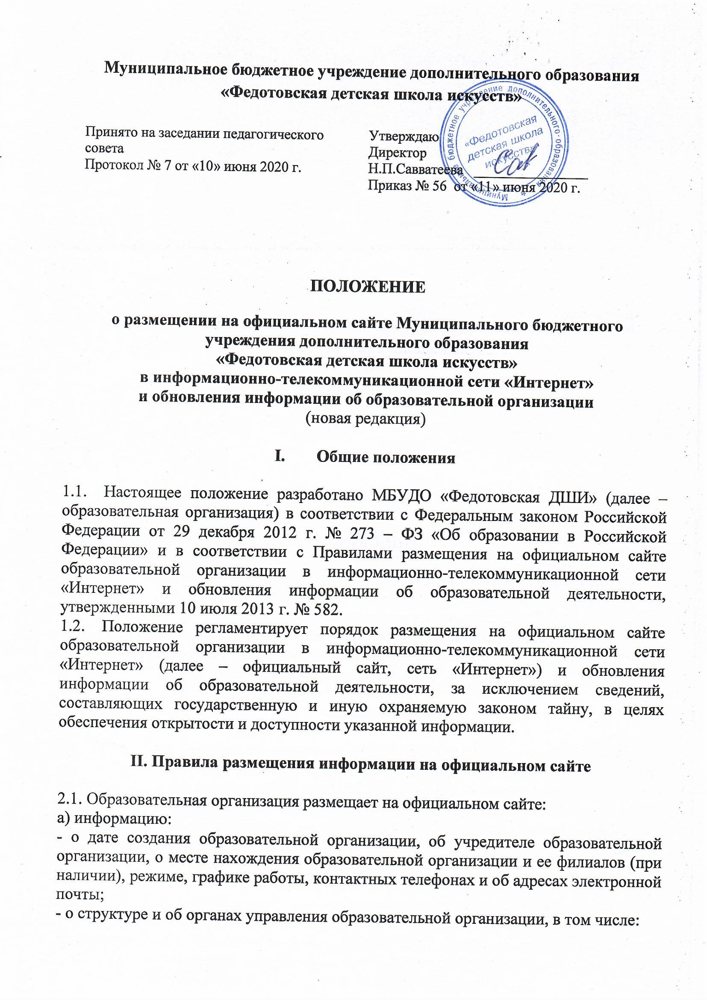 Муниципальное бюджетное учреждение дополнительного образования
«Федотовская детская школа искусств»
Принято на заседании педагогического
совета
Протокол № 7 от «10» июня 2020 г.
Утверждаю
Директор
Н.П.Савватеева
Приказ № 56 от «11» июня 2020 г.
Муниципальное бюджетное учреждение дополнительного образования *
«Федотовская
детская школа
искусств»
ПОЛОЖЕНИЕ
о размещении на официальном сайте Муниципального бюджетного
учреждения дополнительного образования
«Федотовская детская школа искусств»
в информационно-телекоммуникационной сети «Интернет»
и обновления информации об образовательной организации
(новая редакция)
I. Общие положения
1.1. Настоящее положение разработано МБУДО «Федотовская ДШИ» (далее –
образовательная организация) в соответствии с Федеральным законом Российской
Федерации от 29 декабря 2012 г. № 273 – ФЗ «Об образовании в Российской
Федерации» и в соответствии с Правилами размещения на официальном сайте
образовательной организации в информационно-телекоммуникационной сети
«Интернет» и обновления информации об образовательной деятельности,
утвержденными 10 июля 2013 г. № 582.
1.2. Положение регламентирует порядок размещения на официальном сайте
образовательной организации в информационно-телекоммуникационной сети
«Интернет» (далее – официальный сайт, сеть «Интернет») и обновления
информации об образовательной деятельности, за исключением сведений,
составляющих государственную и иную охраняемую законом тайну, в целях
обеспечения открытости и доступности указанной информации.
II. Правила размещения информации на официальном сайте
2.1. Образовательная организация размещает на официальном сайте:
а) информацию:
- о дате создания образовательной организации, об учредителе образовательной
организации, о месте нахождения образовательной организации и ее филиалов (при
наличии), режиме, графике работы, контактных телефонах и об адресах электронной
почты;
- о структуре и об органах управления образовательной организации, в том числе: